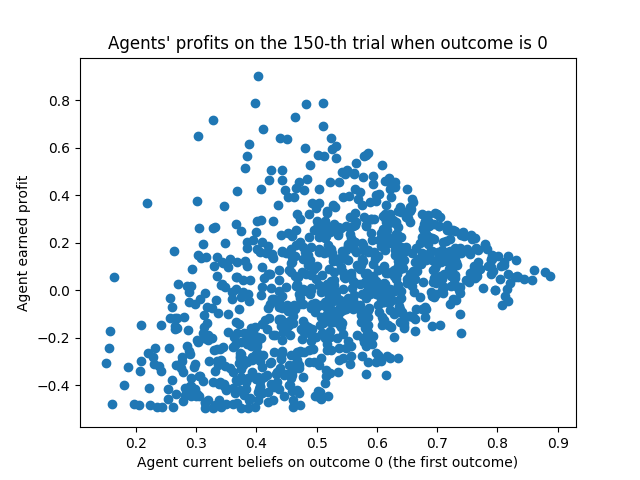 Agents' profits on the 150-th trial when outcome is 0
Agent earned profit
0.8
0.6
0.4
0.2
0.0
−0.2
−0.4
0.2 0.3 0.4 0.5 0.6 0.7 0.8 0.9
Agent current beliefs on outcome 0 (the first outcome)